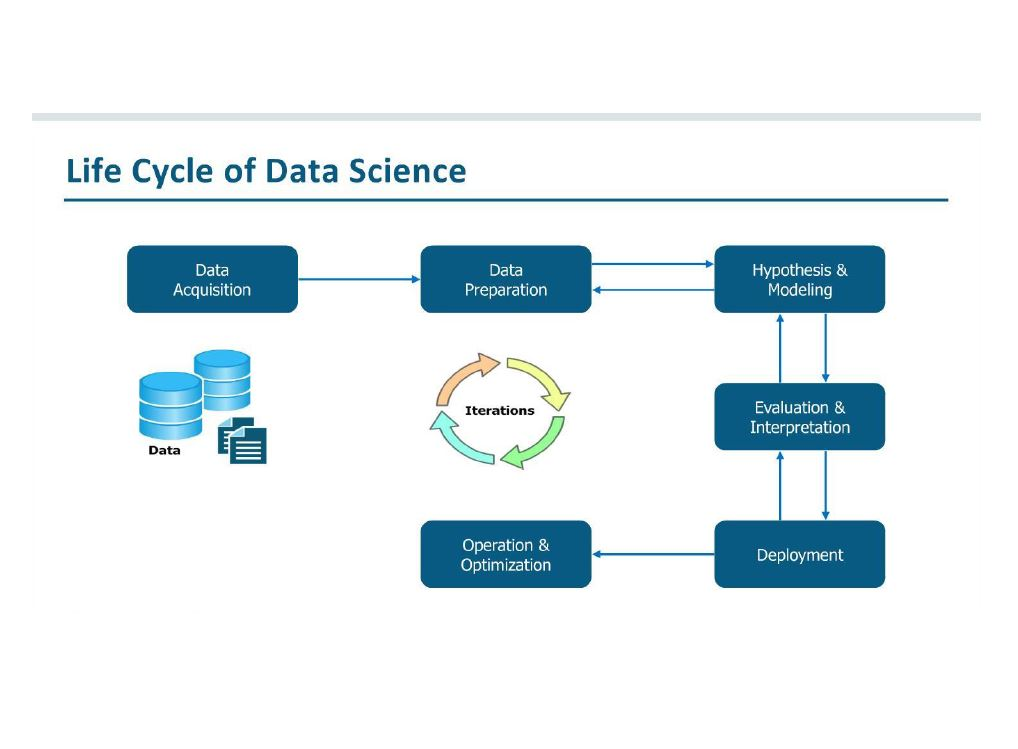 Life Cycle of Data Science
Data
Acquisition
Data
Preparation
Hypothesis &
Modeling
Data
Iterations
Evaluation &
Interpretation
Operation &
Optimization
Deployment